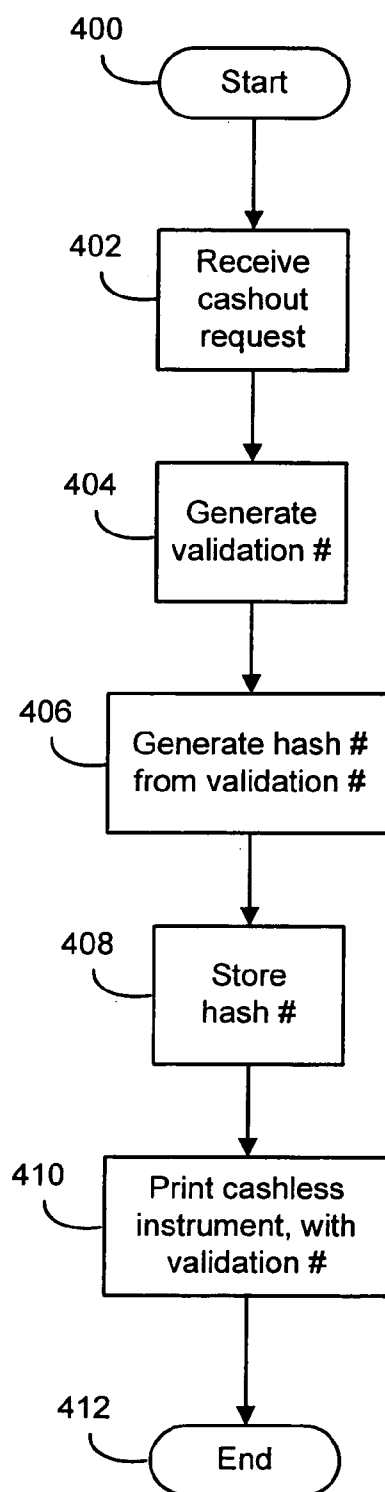 400
Start
402
Receive
cashout
request
404
Generate
validation #
406
Generate hash #
from validation #
408
Store
hash #
410
Print cashless
instrument, with
validation #
412
End